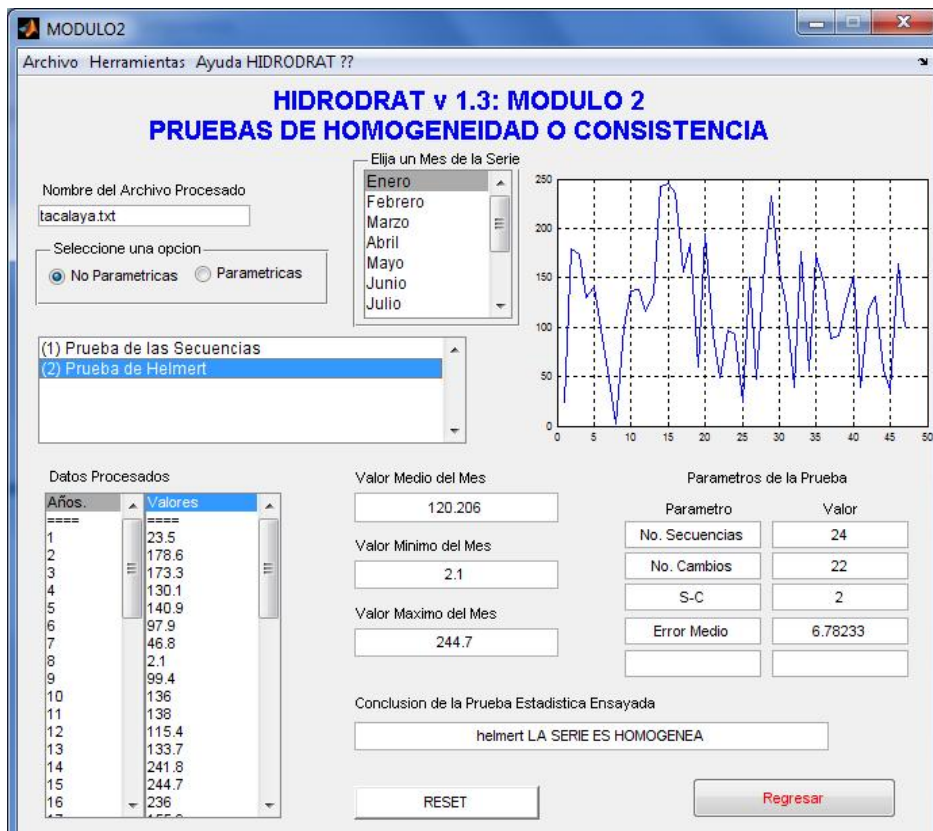 MODULO2
Archivo Herramientas Ayuda HIDRODRAT ??
HIDRODRAT v 1.3: MODULO 2
PRUEBAS DE HOMOGENEIDAD O CONSISTENCIA
Nombre del Archivo Procesado
tacalaya.txt
Seleccione una opcion
No Parametricas Parametricas
Elija un Mes de la Serie
Enero
Febrero
Marzo
Abril
Mayo
Junio
Julio
250
200
150
100
50
0
0 5 10 15 20 25 30 35 40 45 50
(1) Prueba de las Secuencias
(2) Prueba de Helmert
Datos Procesados
Años. Valores
==== ====
1 23.5
2 178.6
3 173.3
4 130.1
5 140.9
6 97.9
7 46.8
8 2.1
9 99.4
10 136
11 138
12 115.4
13 133.7
14 241.8
15 244.7
16 236
Valor Medio del Mes
120.206
Valor Minimo del Mes
2.1
Valor Maximo del Mes
244.7
Parametros de la Prueba
Parametro Valor
No. Secuencias 24
No. Cambios 22
S-C 2
Error Medio 6.78233
Conclusion de la Prueba Estadistica Ensayada
helmert LA SERIE ES HOMOGENEA
RESET
Regresar